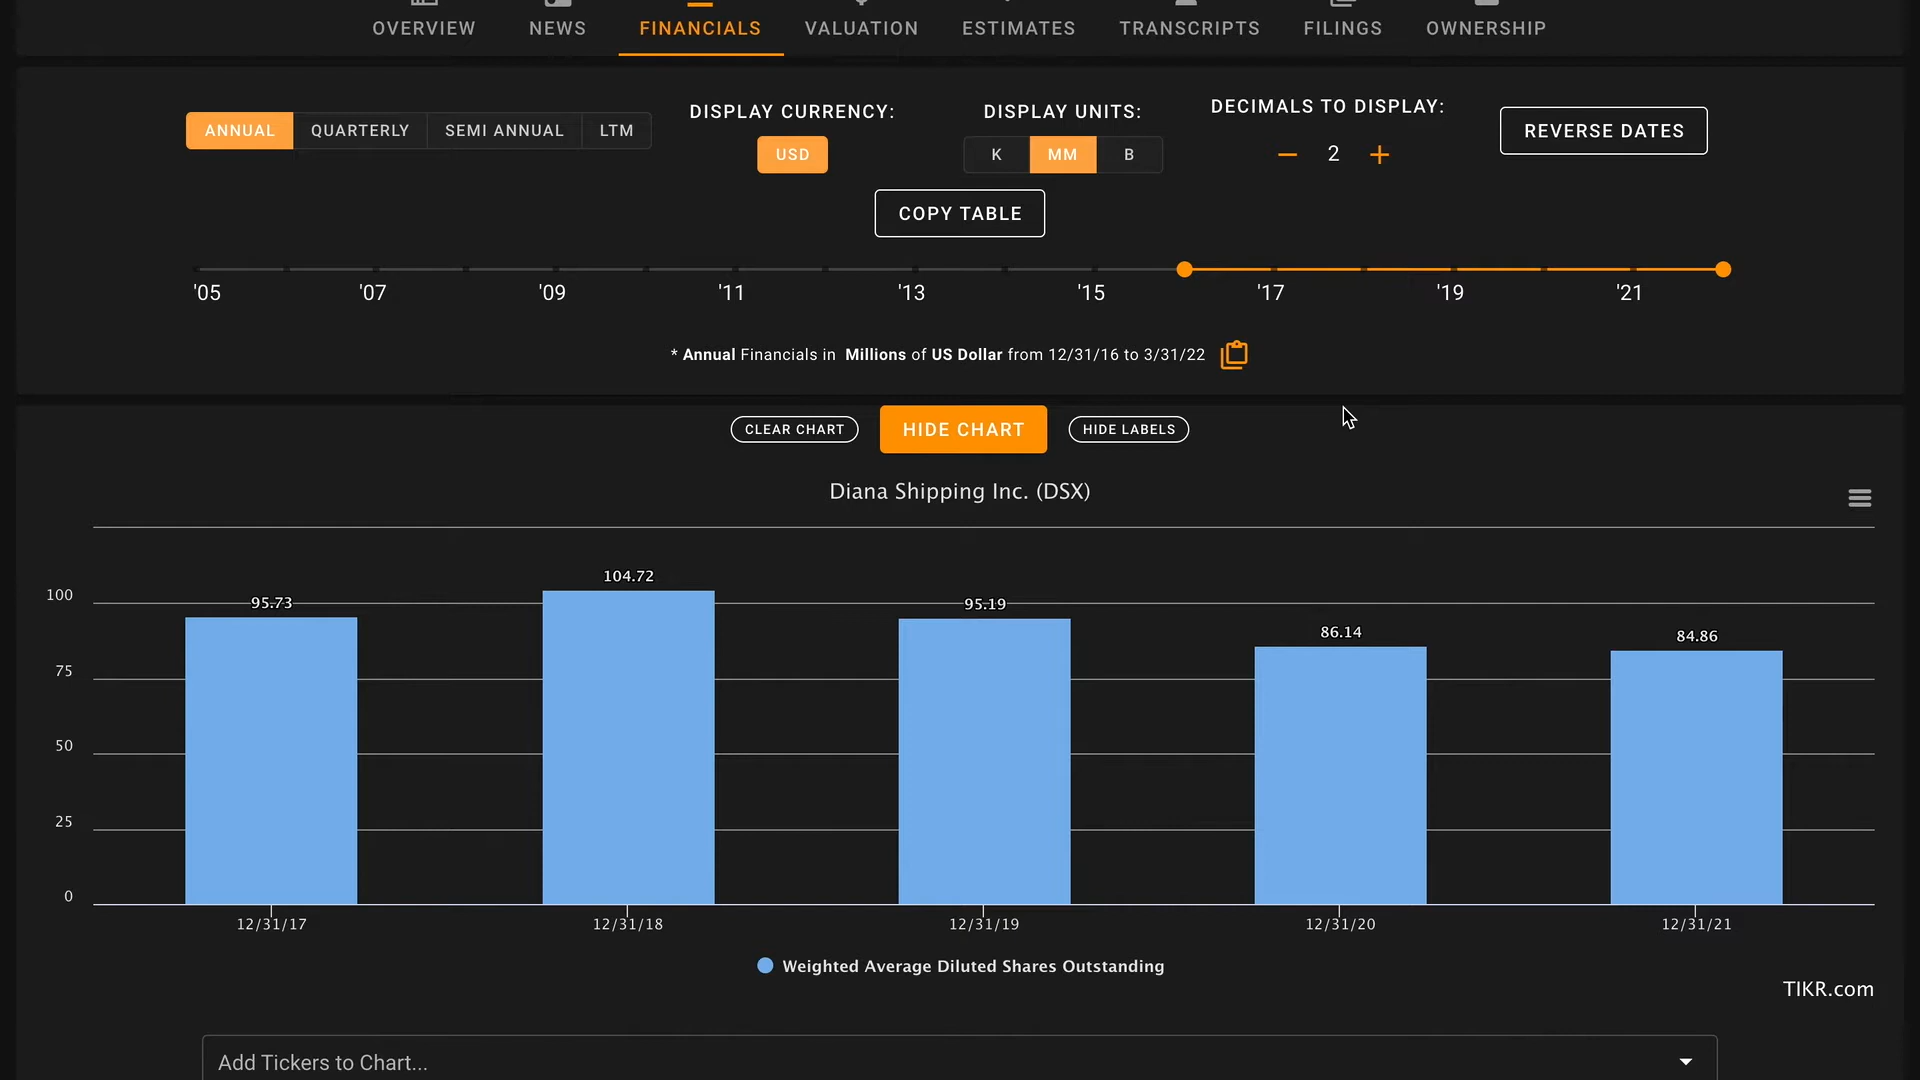 OVERVIEW NEWS FINANCIALS VALUATION ESTIMATES TRANSCRIPTS FILINGS OWNERSHIP
ANNUAL QUARTERLY SEMI ANNUAL LTM
DISPLAY CURRENCY:
USD
DISPLAY UNITS:
K MM B
DECIMALS TO DISPLAY:
− 2 +
REVERSE DATES
COPY TABLE
'05 '07 '09 '11 '13 '15 '17 '19 '21
* Annual Financials in Millions of US Dollar from 12/31/16 to 3/31/22
CLEAR CHART HIDE CHART HIDE LABELS
Diana Shipping Inc. (DSX)
100
75
50
25
0
95.73 104.72 95.19 86.14 84.86
12/31/17 12/31/18 12/31/19 12/31/20 12/31/21
Weighted Average Diluted Shares Outstanding
TIKR.com
Add Tickers to Chart...